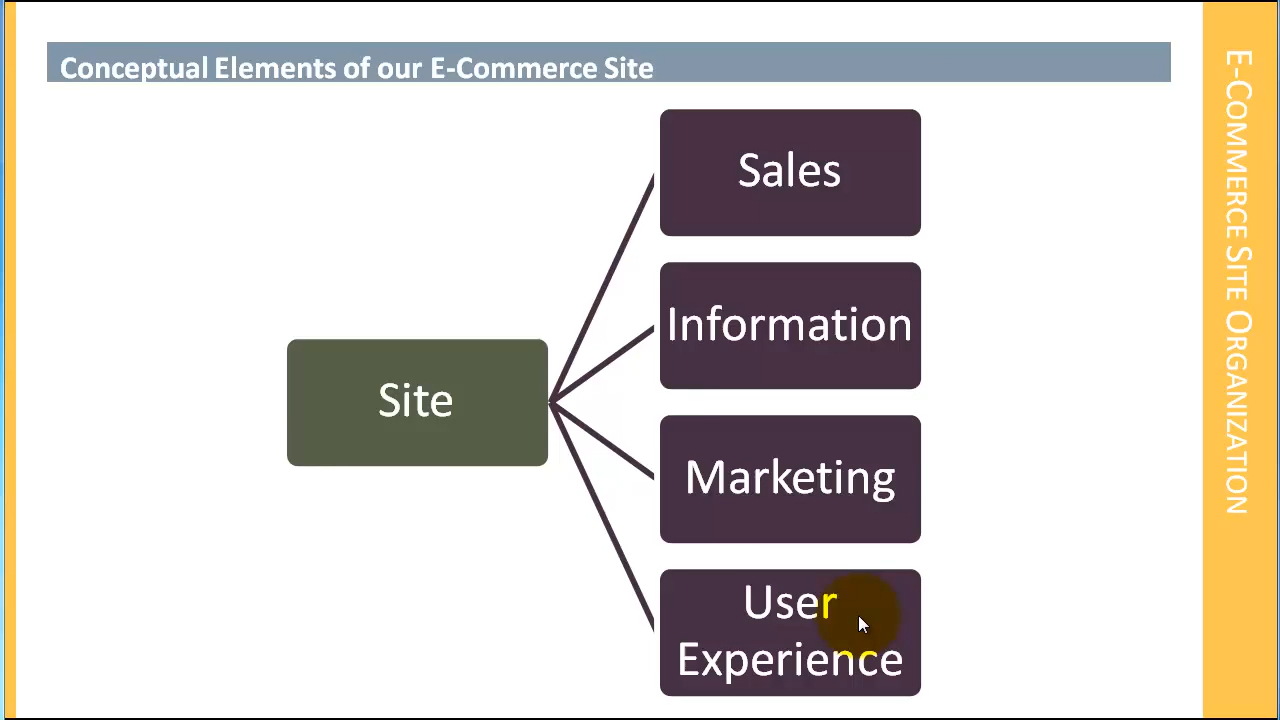 Conceptual Elements of our E-Commerce Site
Sales
Information
Site
Marketing
User
Experience
E-COMMERCE SITE ORGANIZATION